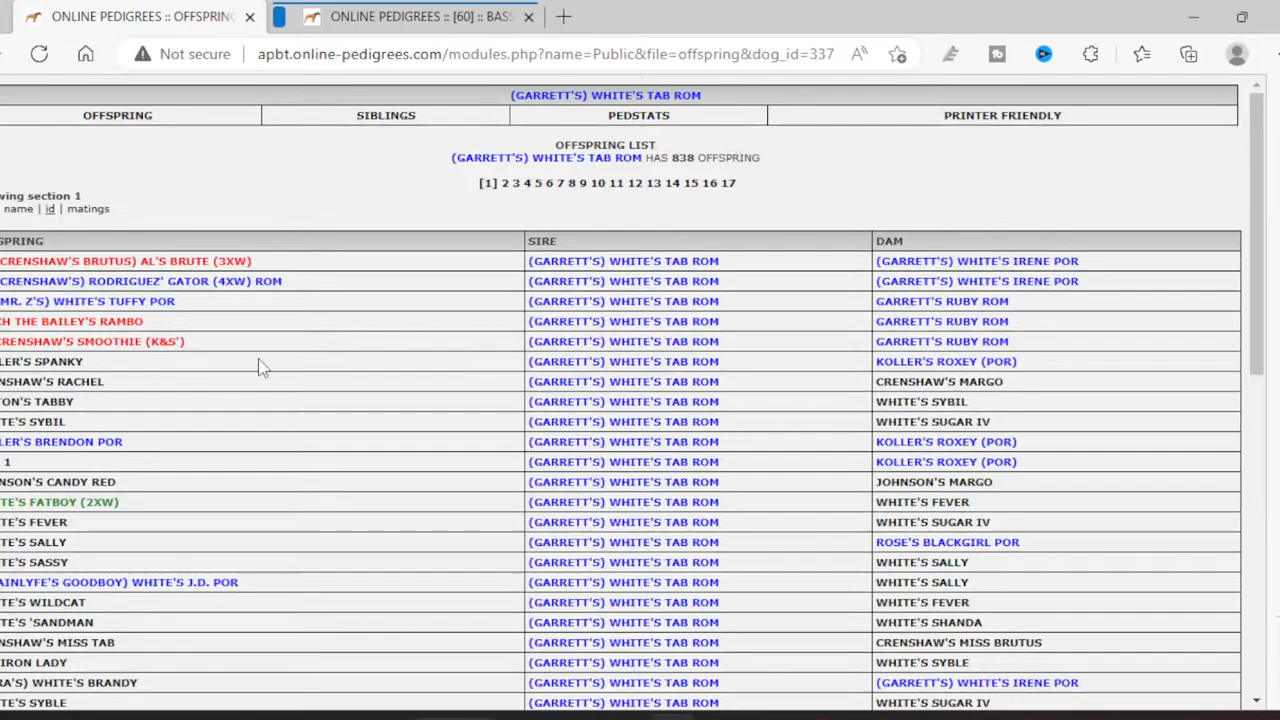 ONLINE PEDIGREES :: OFFSPRING
ONLINE PEDIGREES :: [60] :: BASS
Not secure apbt.online-pedigrees.com/modules.php?name=Public&file=offspring&dog_id=337
(GARRETT'S) WHITE'S TAB ROM
OFFSPRING SIBLINGS PEDSTATS PRINTER FRIENDLY
OFFSPRING LIST
(GARRETT'S) WHITE'S TAB ROM HAS 838 OFFSPRING
[1] 2 3 4 5 6 7 8 9 10 11 12 13 14 15 16 17
wing section 1
name | id | matings
SPRING SIRE DAM
CRENSHAW'S BRUTUS) AL'S BRUTE (3XW) (GARRETT'S) WHITE'S TAB ROM (GARRETT'S) WHITE'S IRENE POR
CRENSHAW'S) RODRIGUEZ' GATOR (4XW) ROM (GARRETT'S) WHITE'S TAB ROM (GARRETT'S) WHITE'S IRENE POR
MR. Z'S) WHITE'S TUFFY POR (GARRETT'S) WHITE'S TAB ROM GARRETT'S RUBY ROM
CH THE BAILEY'S RAMBO (GARRETT'S) WHITE'S TAB ROM GARRETT'S RUBY ROM
CRENSHAW'S SMOOTHIE (K&S') (GARRETT'S) WHITE'S TAB ROM GARRETT'S RUBY ROM
LER'S SPANKY (GARRETT'S) WHITE'S TAB ROM KOLLER'S ROXEY (POR)
NSHAW'S RACHEL (GARRETT'S) WHITE'S TAB ROM CRENSHAW'S MARGO
TON'S TABBY (GARRETT'S) WHITE'S TAB ROM WHITE'S SYBIL
TE'S SYBIL (GARRETT'S) WHITE'S TAB ROM WHITE'S SUGAR IV
LER'S BRENDON POR (GARRETT'S) WHITE'S TAB ROM KOLLER'S ROXEY (POR)
1 (GARRETT'S) WHITE'S TAB ROM KOLLER'S ROXEY (POR)
NSON'S CANDY RED (GARRETT'S) WHITE'S TAB ROM JOHNSON'S MARGO
TE'S FATBOY (2XW) (GARRETT'S) WHITE'S TAB ROM WHITE'S FEVER
TE'S FEVER (GARRETT'S) WHITE'S TAB ROM WHITE'S SUGAR IV
TE'S SALLY (GARRETT'S) WHITE'S TAB ROM ROSE'S BLACKGIRL POR
TE'S SASSY (GARRETT'S) WHITE'S TAB ROM WHITE'S SALLY
AINLYFE'S GOODBOY) WHITE'S J.D. POR (GARRETT'S) WHITE'S TAB ROM WHITE'S SALLY
TE'S WILDCAT (GARRETT'S) WHITE'S TAB ROM WHITE'S FEVER
TE'S 'SANDMAN (GARRETT'S) WHITE'S TAB ROM WHITE'S SHANDA
NSHAW'S MISS TAB (GARRETT'S) WHITE'S TAB ROM CRENSHAW'S MISS BRUTUS
IRON LADY (GARRETT'S) WHITE'S TAB ROM WHITE'S SYBLE
RA'S) WHITE'S BRANDY (GARRETT'S) WHITE'S TAB ROM (GARRETT'S) WHITE'S IRENE POR
TE'S SYBLE (GARRETT'S) WHITE'S TAB ROM WHITE'S SUGAR IV